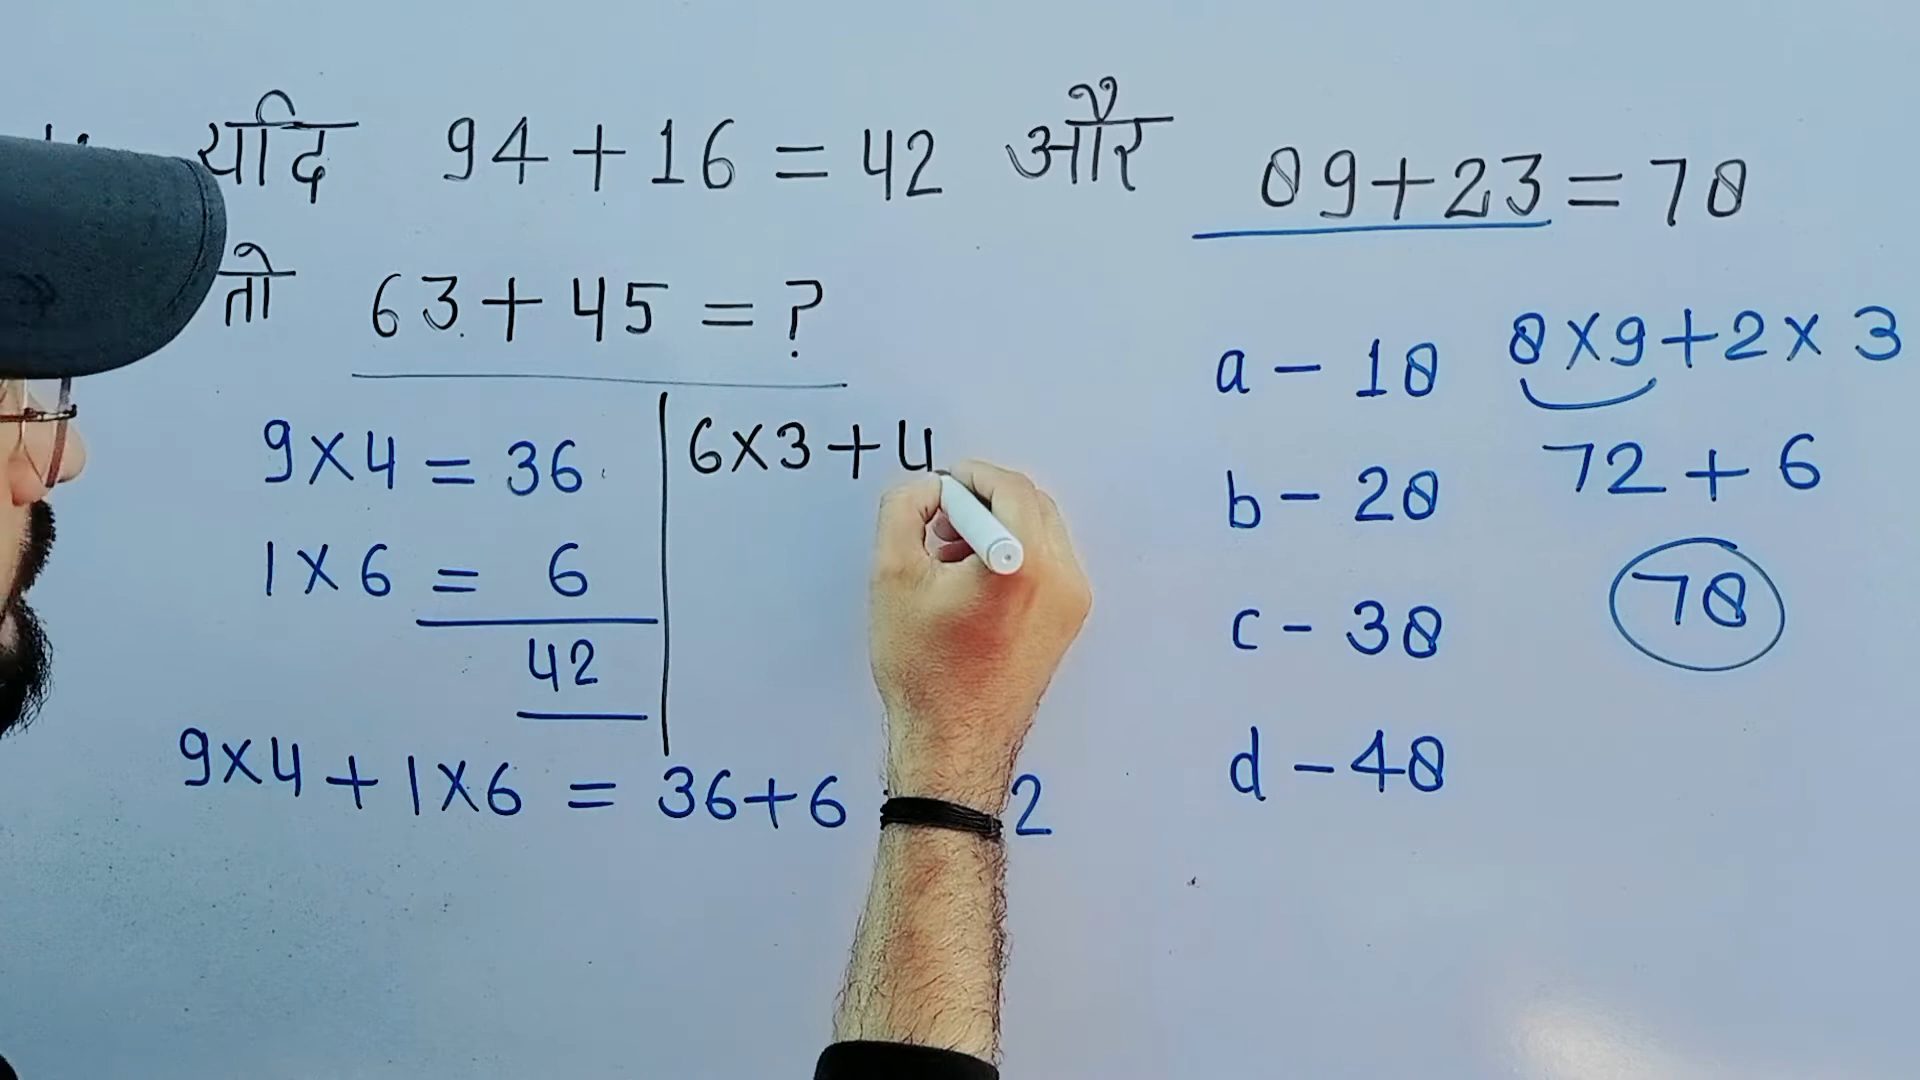 यदि 94+16=42 और 89+23=78
तो 63+45=?
9×4=36
1×6=6
42
9×4+1×6=36+6 2
6×3+4
a-18
b-28
c-38
d-48
8×9+2×3
72+6
78